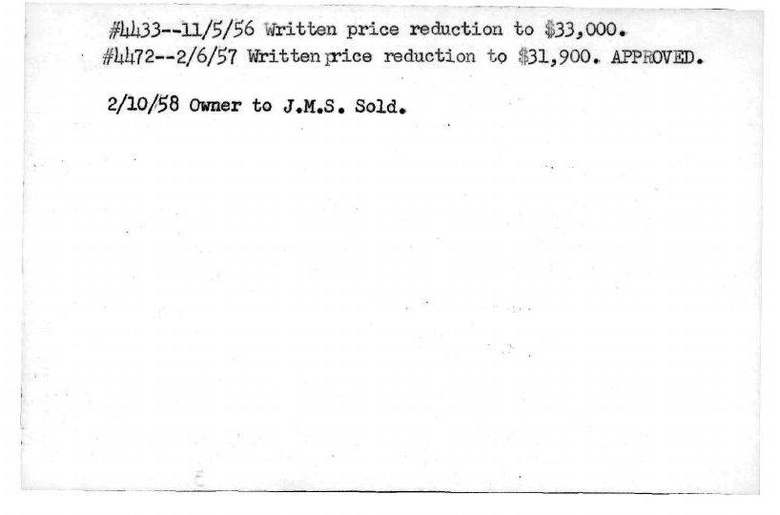 #4433--11/5/56 Written price reduction to $33,000.
#4472--2/6/57 Written price reduction to $31,900. APPROVED.
2/10/58 Owner to J.M.S. Sold.